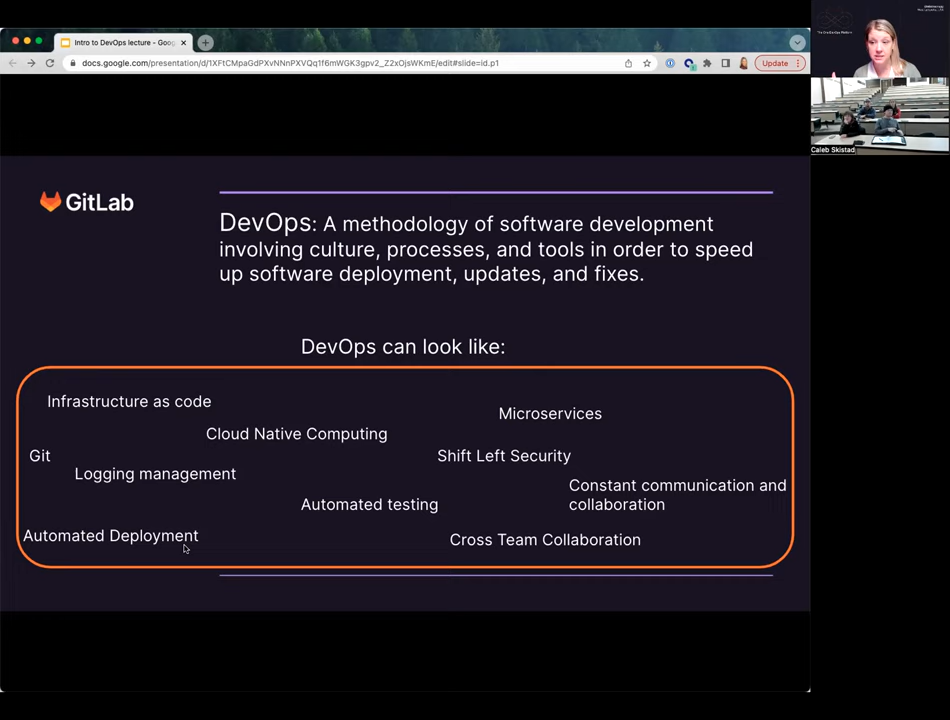 Intro to DevOps lecture - Goog
docs.google.com/presentation/d/1XFtCMpaGdPXvNNnPXVQq1f6mWGK3gpv2_Z2xOjsWKmE/edit#slide=id.p1
Update
Caleb Skistad
GitLab
DevOps: A methodology of software development
involving culture, processes, and tools in order to speed
up software deployment, updates, and fixes.
DevOps can look like:
Infrastructure as code
Microservices
Cloud Native Computing
Git
Shift Left Security
Logging management
Constant communication and
collaboration
Automated testing
Automated Deployment
Cross Team Collaboration